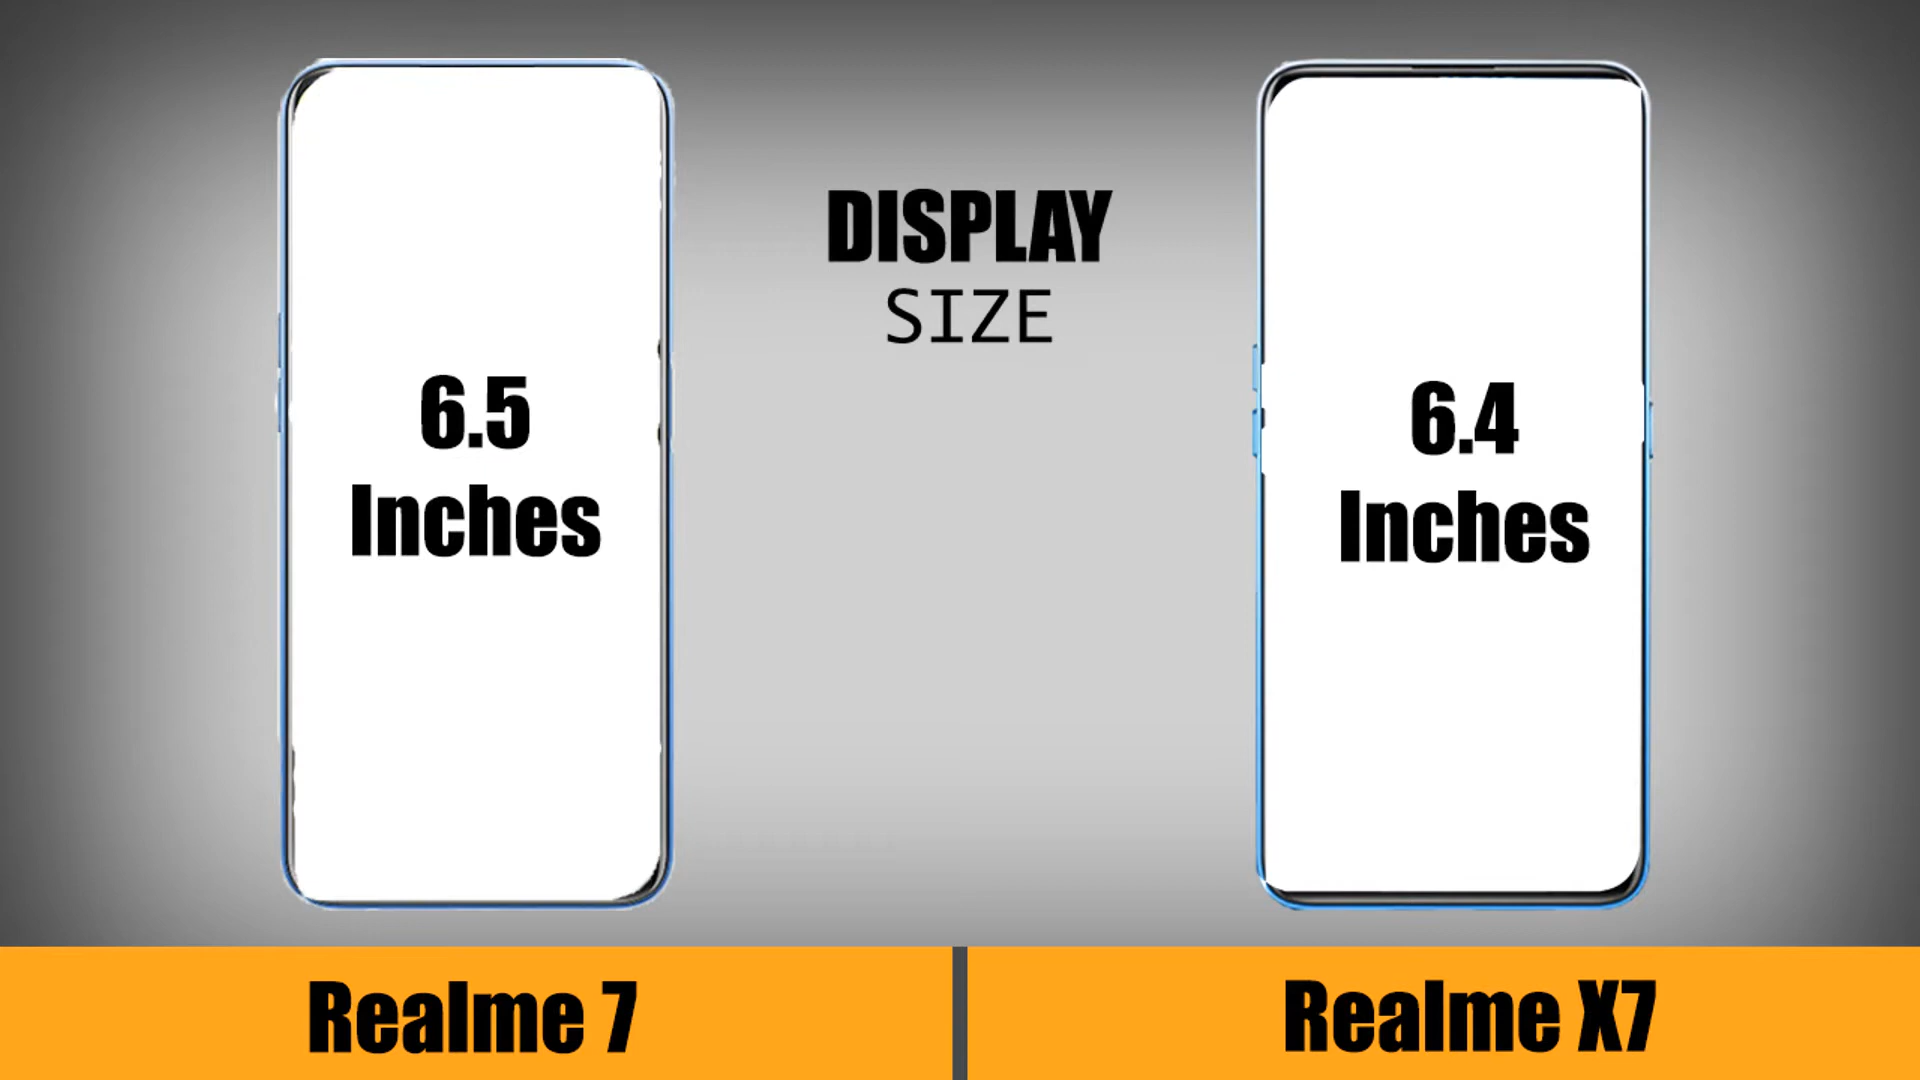 DISPLAY
SIZE
6.5
Inches
6.4
Inches
Realme 7
Realme X7